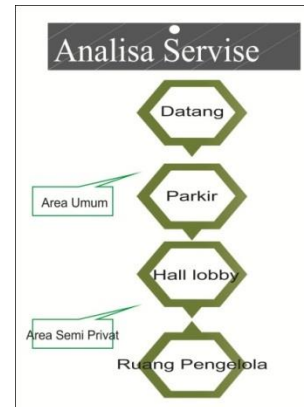 Analisa Servise
Datang
Parkir
Area Umum
Hall lobby
Area Semi Privat
Ruang Pengelola